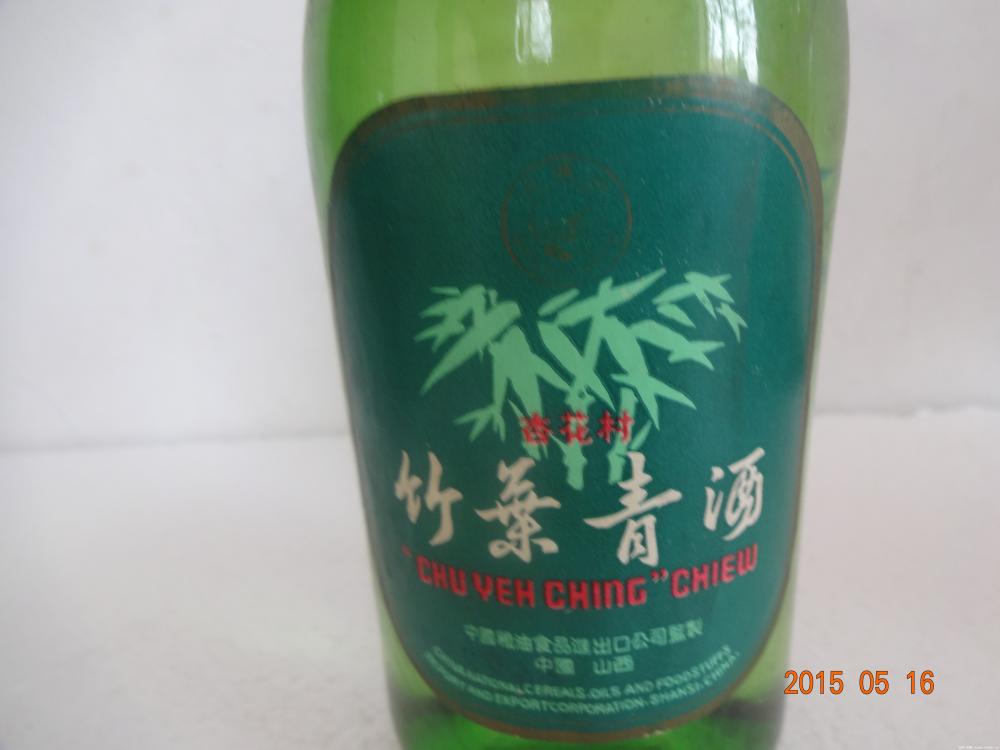 杏花村
竹葉青酒
"CHU YEH CHING" CHIEW
中國糧油食品進出口公司監製
中國 山西
CHINA NATIONAL CEREALS, OILS AND FOODSTUFFS
IMPORT AND EXPORT CORPORATION · SHANSI · CHINA.
2015 05 16